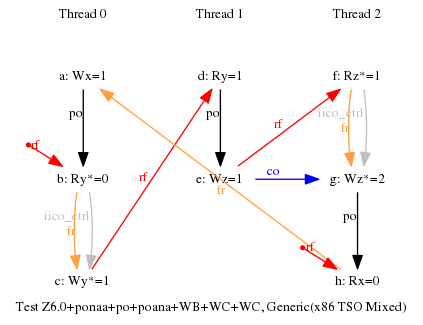 Thread 0 Thread 1 Thread 2
a: Wx=1 d: Ry=1 f: Rz*=1
po po iico_ctrl fr
rf rf rf
b: Ry*=0 e: Wz=1 co g: Wz*=2
iico_ctrl fr fr po
rf
c: Wy*=1 h: Rx=0
Test Z6.0+ponaa+po+poana+WB+WC+WC, Generic(x86 TSO Mixed)